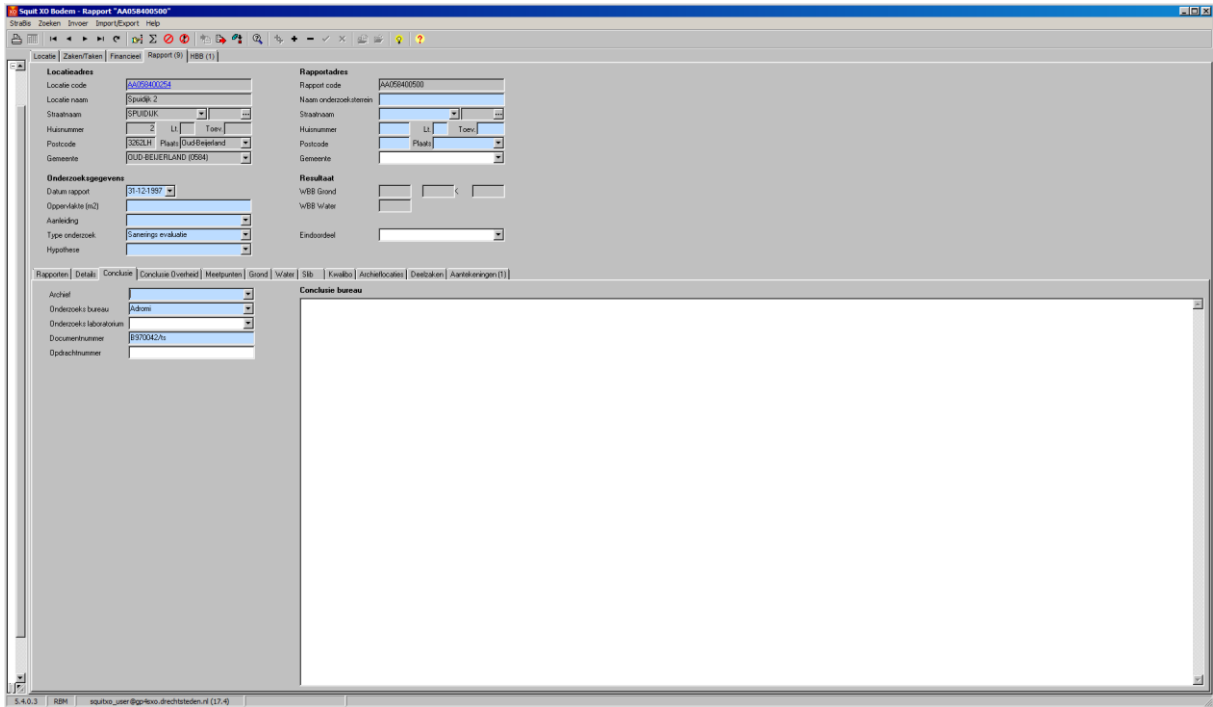 Squit XO Bodem - Rapport "AA058400500"
StraBis Zoeken Invoer Import/Export Help
Locatie Zaken/Taken Financieel Rapport (9) HBB (1)
Locatieadres Rapportadres
Locatie code AA058400254 Rapport code AA058400500
Locatie naam Spuidijk 2 Naam onderzoeksterrein
Straatnaam SPUIDIJK ... Straatnaam ...
Huisnummer 2 Lt. Toev. Huisnummer Lt. Toev.
Postcode 3262LH Plaats Oud-Beijerland Postcode Plaats
Gemeente OUD-BEIJERLAND (0584) Gemeente
Onderzoeksgegevens Resultaat
Datum rapport 31-12-1997 WBB Grond
Oppervlakte (m2) WBB Water
Aanleiding
Type onderzoek Sanerings evaluatie Eindoordeel
Hypothese
Rapporten Details Conclusie Conclusie Overheid Meetpunten Grond Water Slib Kwalibo Archieflocaties Deelzaken Aantekeningen (1)
Archief Conclusie bureau
Onderzoeks bureau Adromi
Onderzoeks laboratorium
Documentnummer B970042/ts
Opdrachtnummer
5.4.0.3 RBM squitxo_user@gp4sxo.drechtsteden.nl (17.4)